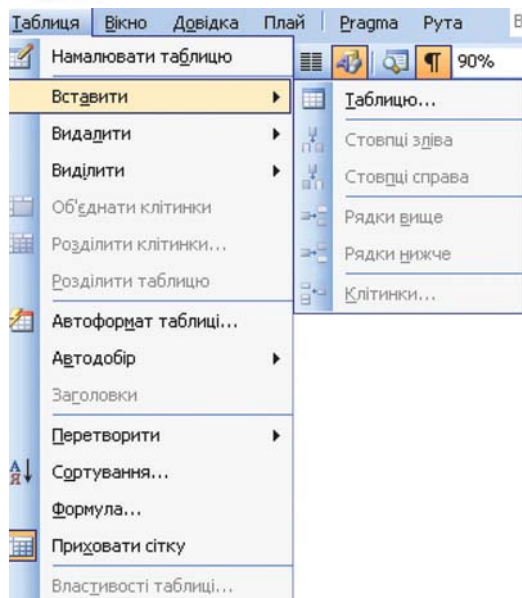 Таблиця Вікно Довідка Плай Pragma Рута
90%
Намалювати таблицю
Вставити
Видалити
Виділити
Об'єднати клітинки
Розділити клітинки...
Розділити таблицю
Автоформат таблиці...
Автодобір
Заголовки
Перетворити
Сортування...
Формула...
Приховати сітку
Властивості таблиці...
Таблицю...
Стовпці зліва
Стовпці справа
Рядки вище
Рядки нижче
Клітинки...